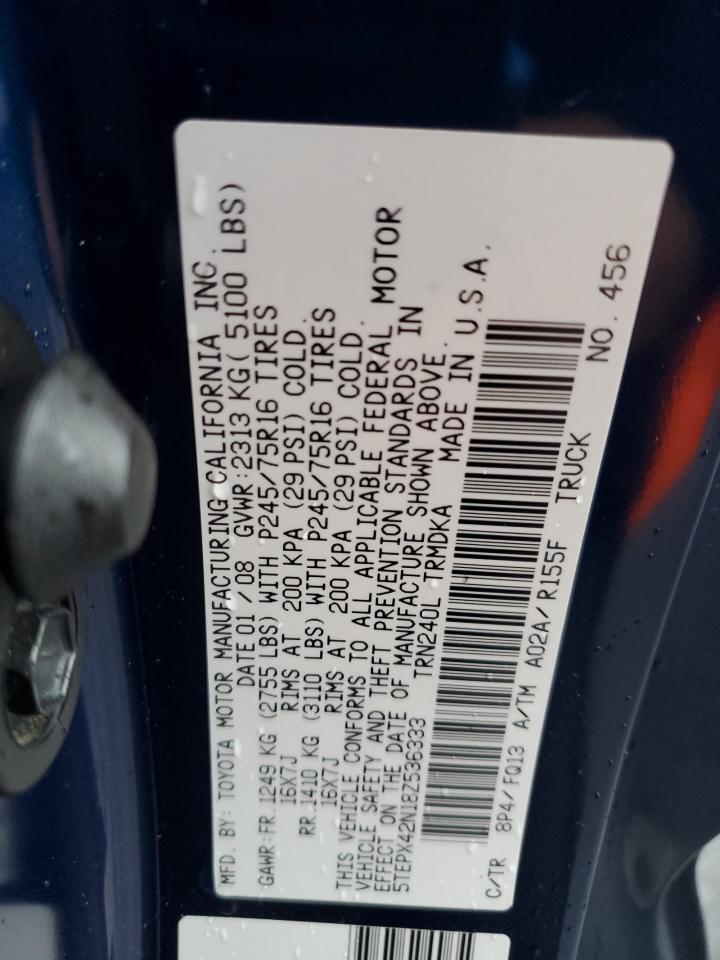 MFD. BY: TOYOTA MOTOR MANUFACTURING CALIFORNIA INC.
DATE 01 / 08 GVWR: 2313 KG( 5100 LBS)
GAWR:FR. 1249 KG (2755 LBS) WITH P245/75R16 TIRES
16X7J RIMS AT 200 KPA (29 PSI) COLD.
RR. 1410 KG (3110 LBS) WITH P245/75R16 TIRES
16X7J RIMS AT 200 KPA (29 PSI) COLD.
THIS VEHICLE CONFORMS TO ALL APPLICABLE FEDERAL MOTOR
VEHICLE SAFETY AND THEFT PREVENTION STANDARDS IN
EFFECT ON THE DATE OF MANUFACTURE SHOWN ABOVE.
5TEPX42N18Z536333 TRN240L TRMDKA MADE IN U.S.A.
C/TR 8P4/FQ13 A/TM A02A/R155F TRUCK NO. 456